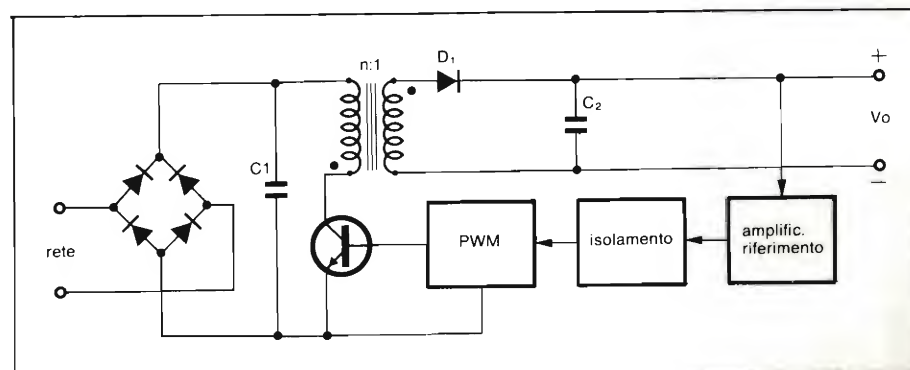 n:1
D₁
+
C₂
Vo
C1
−
rete
PWM
isolamento
amplific.
riferimento